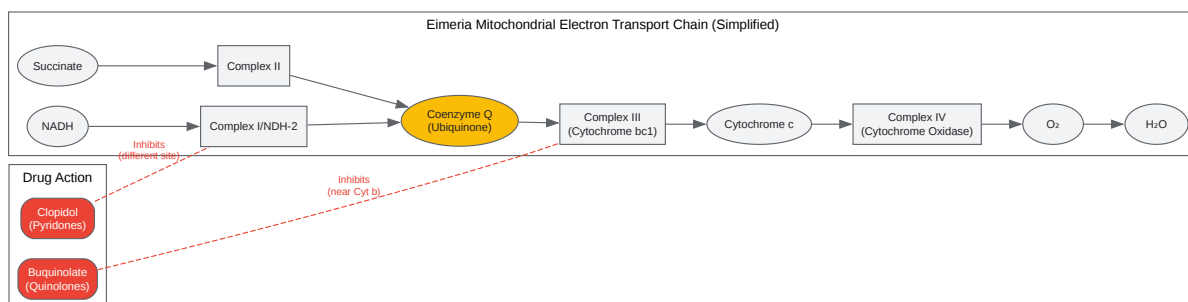 Eimeria Mitochondrial Electron Transport Chain (Simplified)
Succinate
Complex II
NADH
Complex I/NDH-2
Coenzyme Q
(Ubiquinone)
Complex III
(Cytochrome bc1)
Cytochrome c
Complex IV
(Cytochrome Oxidase)
O₂
H₂O
Inhibits
(different site)
Inhibits
(near Cyt b)
Drug Action
Clopidol
(Pyridones)
Buquinolate
(Quinolones)